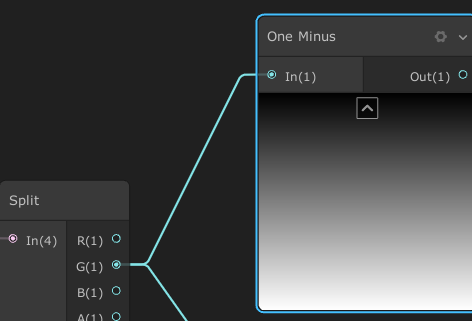 One Minus
In(1) Out(1)
Split
In(4) R(1)
G(1)
B(1)
A(1)